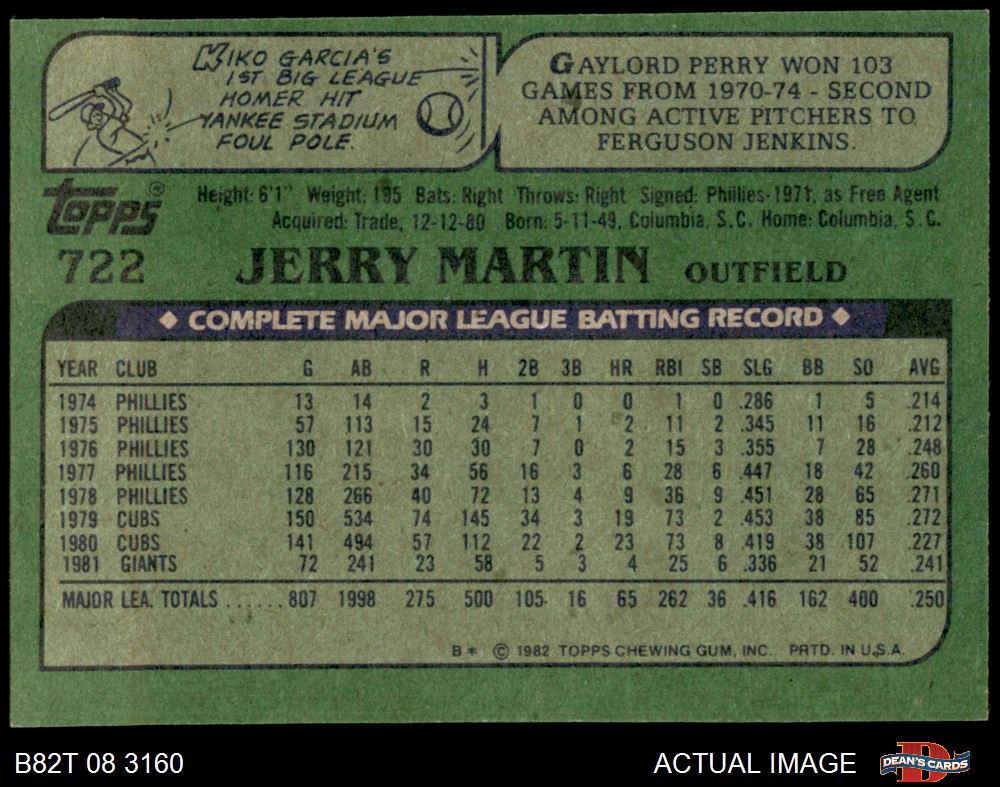 KIKO GARCIA'S
1ST BIG LEAGUE
HOMER HIT
YANKEE STADIUM
FOUL POLE.
GAYLORD PERRY WON 103
GAMES FROM 1970-74 - SECOND
AMONG ACTIVE PITCHERS TO
FERGUSON JENKINS.
Topps®
Height: 6'1" Weight: 195 Bats: Right Throws: Right Signed: Phillies-1971, as Free Agent
Acquired: Trade, 12-12-80 Born: 5-11-49, Columbia, S.C. Home: Columbia, S.C.
722 JERRY MARTIN OUTFIELD
◆ COMPLETE MAJOR LEAGUE BATTING RECORD ◆
YEAR CLUB G AB R H 2B 3B HR RBI SB SLG BB SO AVG
1974 PHILLIES 13 14 2 3 1 0 0 1 0 .286 1 5 .214
1975 PHILLIES 57 113 15 24 7 1 2 11 2 .345 11 16 .212
1976 PHILLIES 130 121 30 30 7 0 2 15 3 .355 7 28 .248
1977 PHILLIES 116 215 34 56 16 3 6 28 6 .447 18 42 .260
1978 PHILLIES 128 266 40 72 13 4 9 36 9 .451 28 65 .271
1979 CUBS 150 534 74 145 34 3 19 73 2 .453 38 85 .272
1980 CUBS 141 494 57 112 22 2 23 73 8 .419 38 107 .227
1981 GIANTS 72 241 23 58 5 3 4 25 6 .336 21 52 .241
MAJOR LEA. TOTALS ...... 807 1998 275 500 105 16 65 262 36 .416 162 400 .250
B* © 1982 TOPPS CHEWING GUM, INC. PRTD. IN U.S.A.
B82T 08 3160
ACTUAL IMAGE
D
DEAN'S CARDS